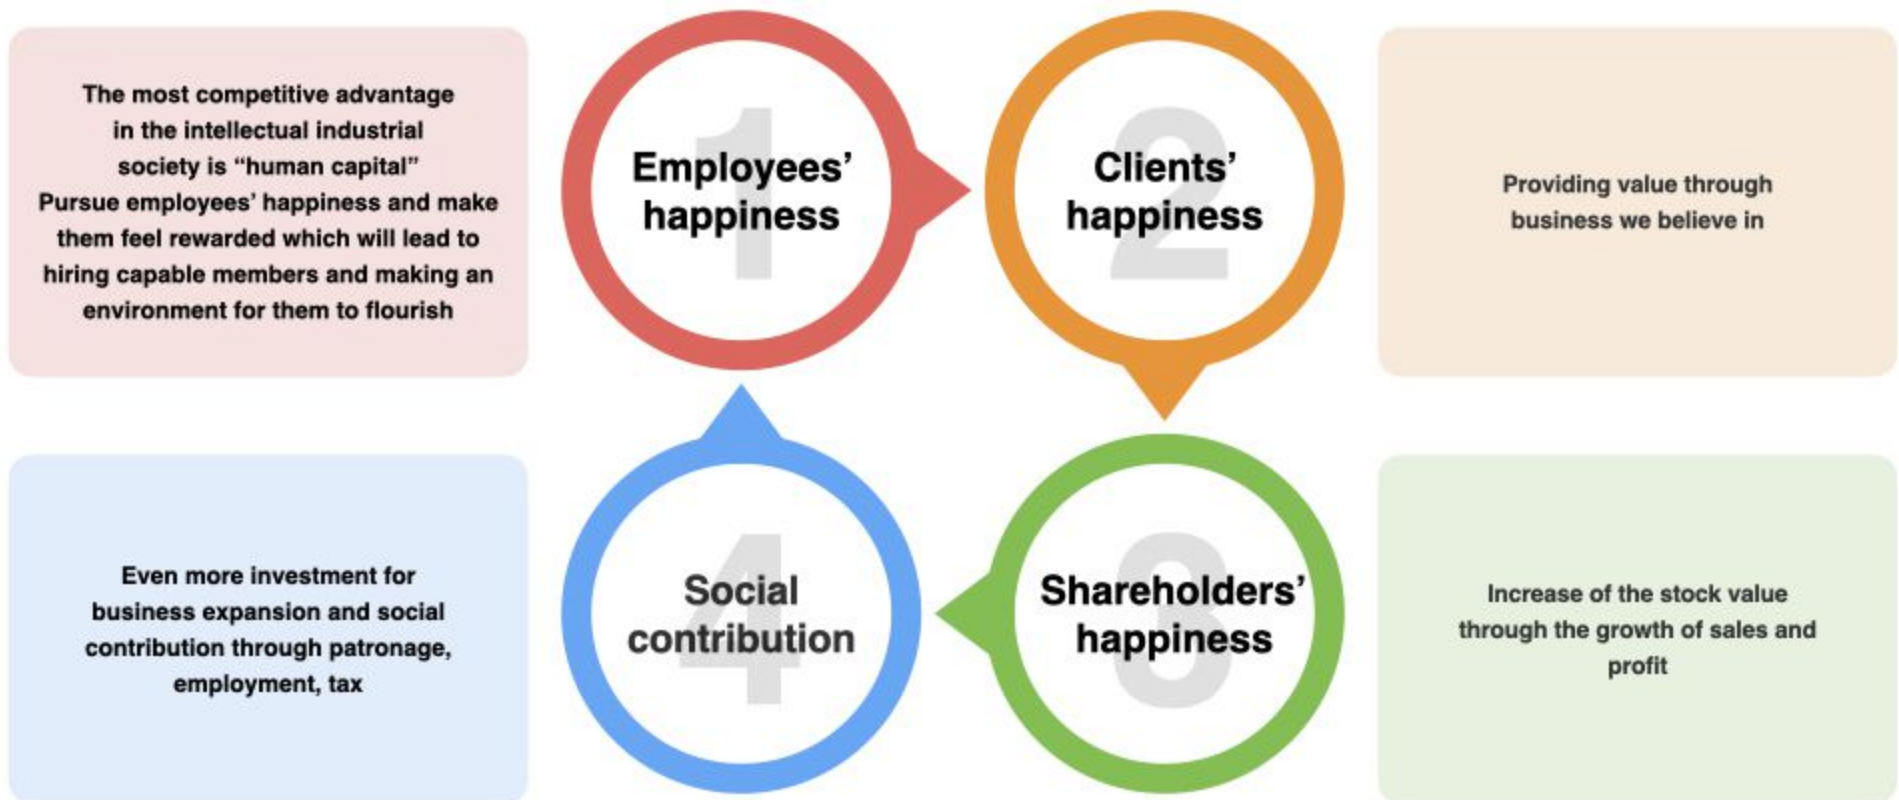 The most competitive advantage
in the intellectual industrial
society is “human capital”
Pursue employees’ happiness and make
them feel rewarded which will lead to
hiring capable members and making an
environment for them to flourish
1
Employees’
happiness
2
Clients’
happiness
Providing value through
business we believe in
Even more investment for
business expansion and social
contribution through patronage,
employment, tax
4
Social
contribution
3
Shareholders’
happiness
Increase of the stock value
through the growth of sales and
profit